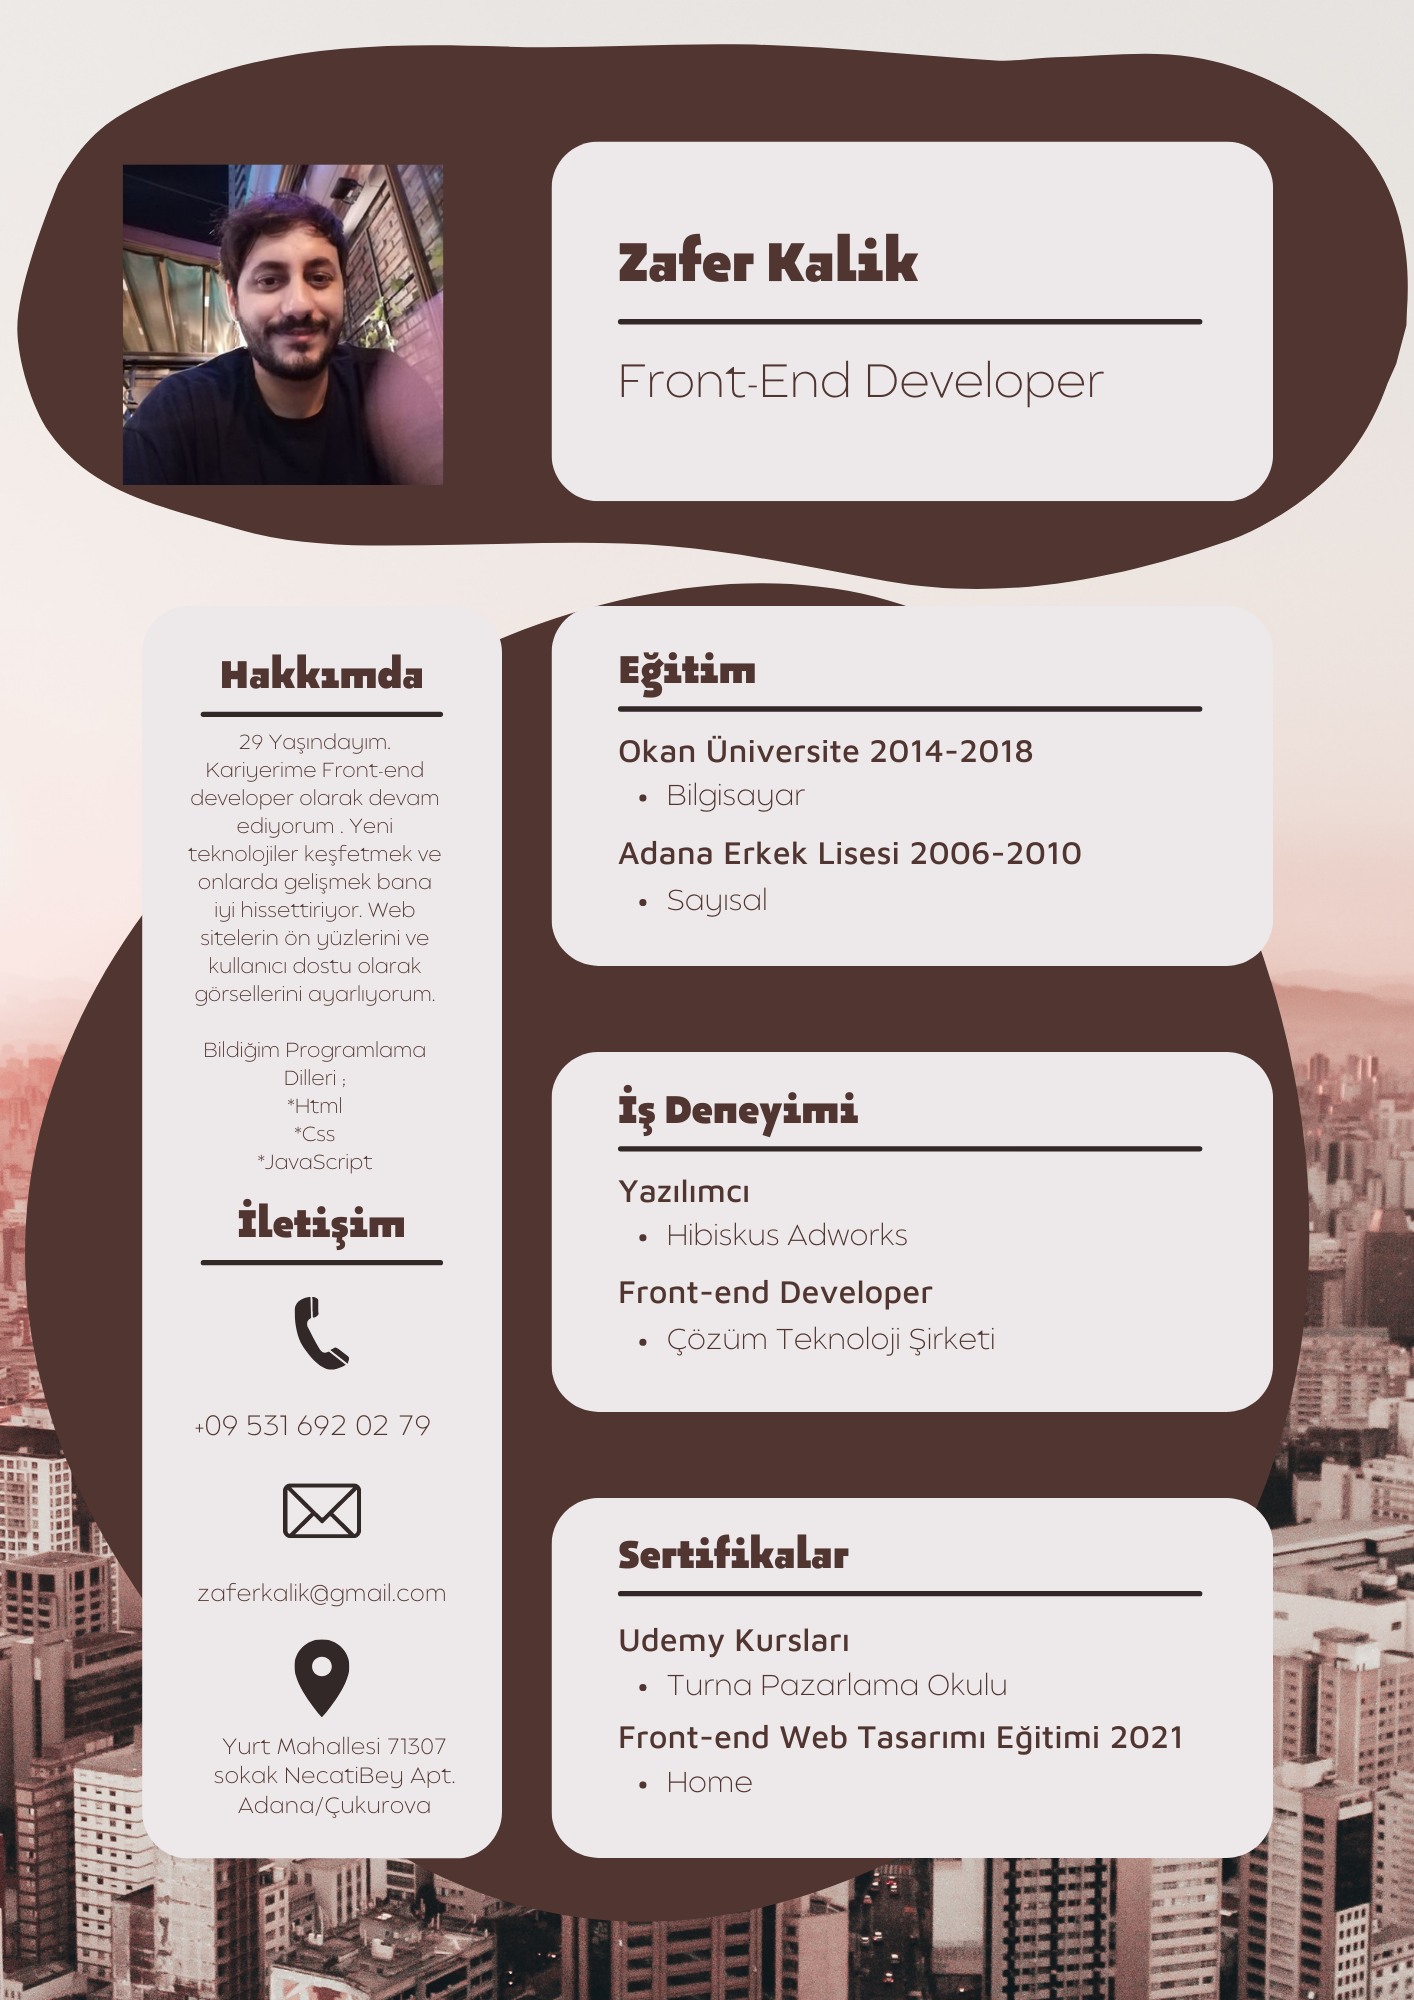 Zafer Kalik
Front-End Developer
Hakkımda
29 Yaşındayım.
Kariyerime Front-end
developer olarak devam
ediyorum . Yeni
teknolojiler keşfetmek ve
onlarda gelişmek bana
iyi hissettiriyor. Web
sitelerin ön yüzlerini ve
kullanıcı dostu olarak
görsellerini ayarlıyorum.
Bildiğim Programlama
Dilleri ;
*Html
*Css
*JavaScript
İletişim
+09 531 692 02 79
zaferkalik@gmail.com
Yurt Mahallesi 71307
sokak NecatiBey Apt.
Adana/Çukurova
Eğitim
Okan Üniversite 2014-2018
• Bilgisayar
Adana Erkek Lisesi 2006-2010
• Sayısal
İş Deneyimi
Yazılımcı
• Hibiskus Adworks
Front-end Developer
• Çözüm Teknoloji Şirketi
Sertifikalar
Udemy Kursları
• Turna Pazarlama Okulu
Front-end Web Tasarımı Eğitimi 2021
• Home